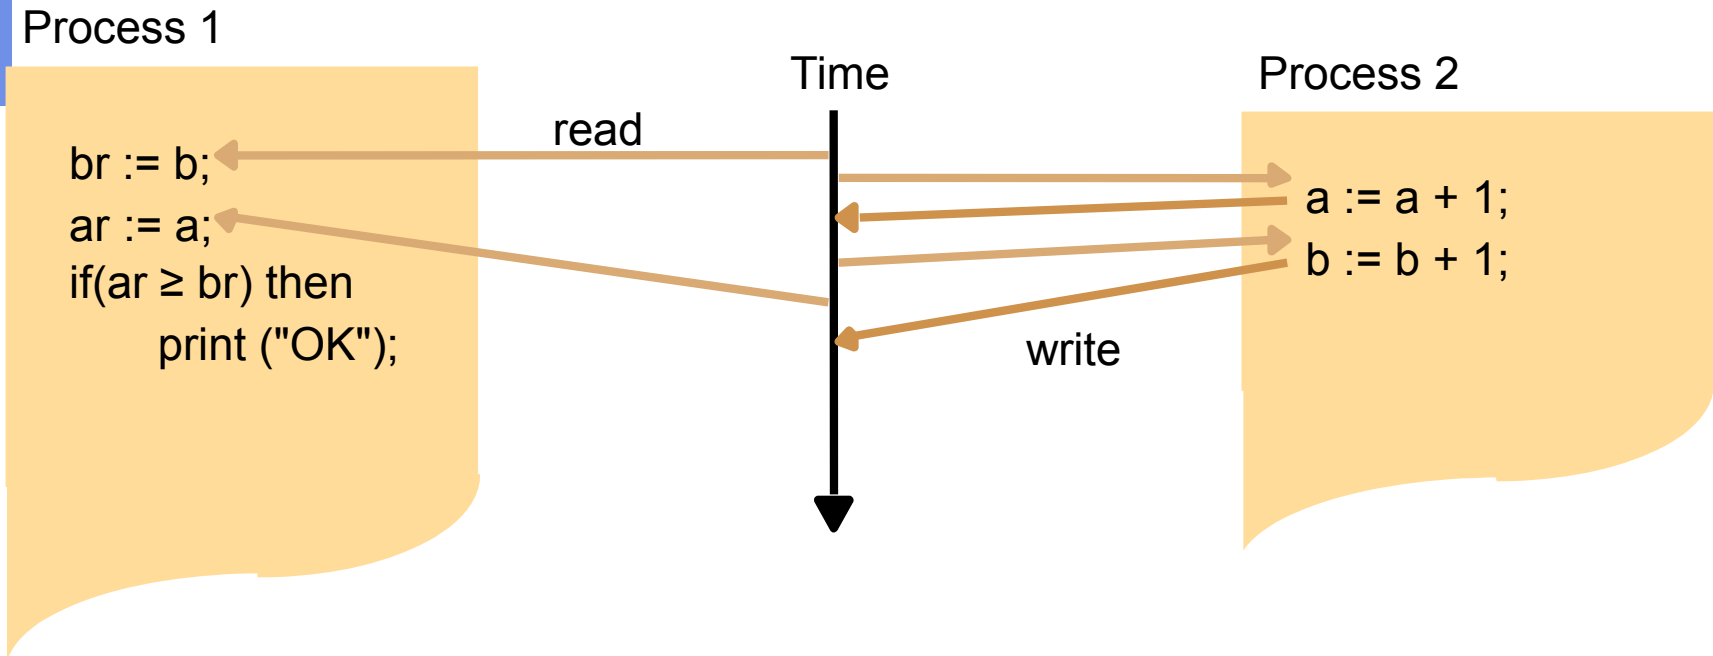 Process 1
Time
Process 2
read
br := b;
ar := a;
if(ar ≥ br) then
print ("OK");
a := a + 1;
b := b + 1;
write